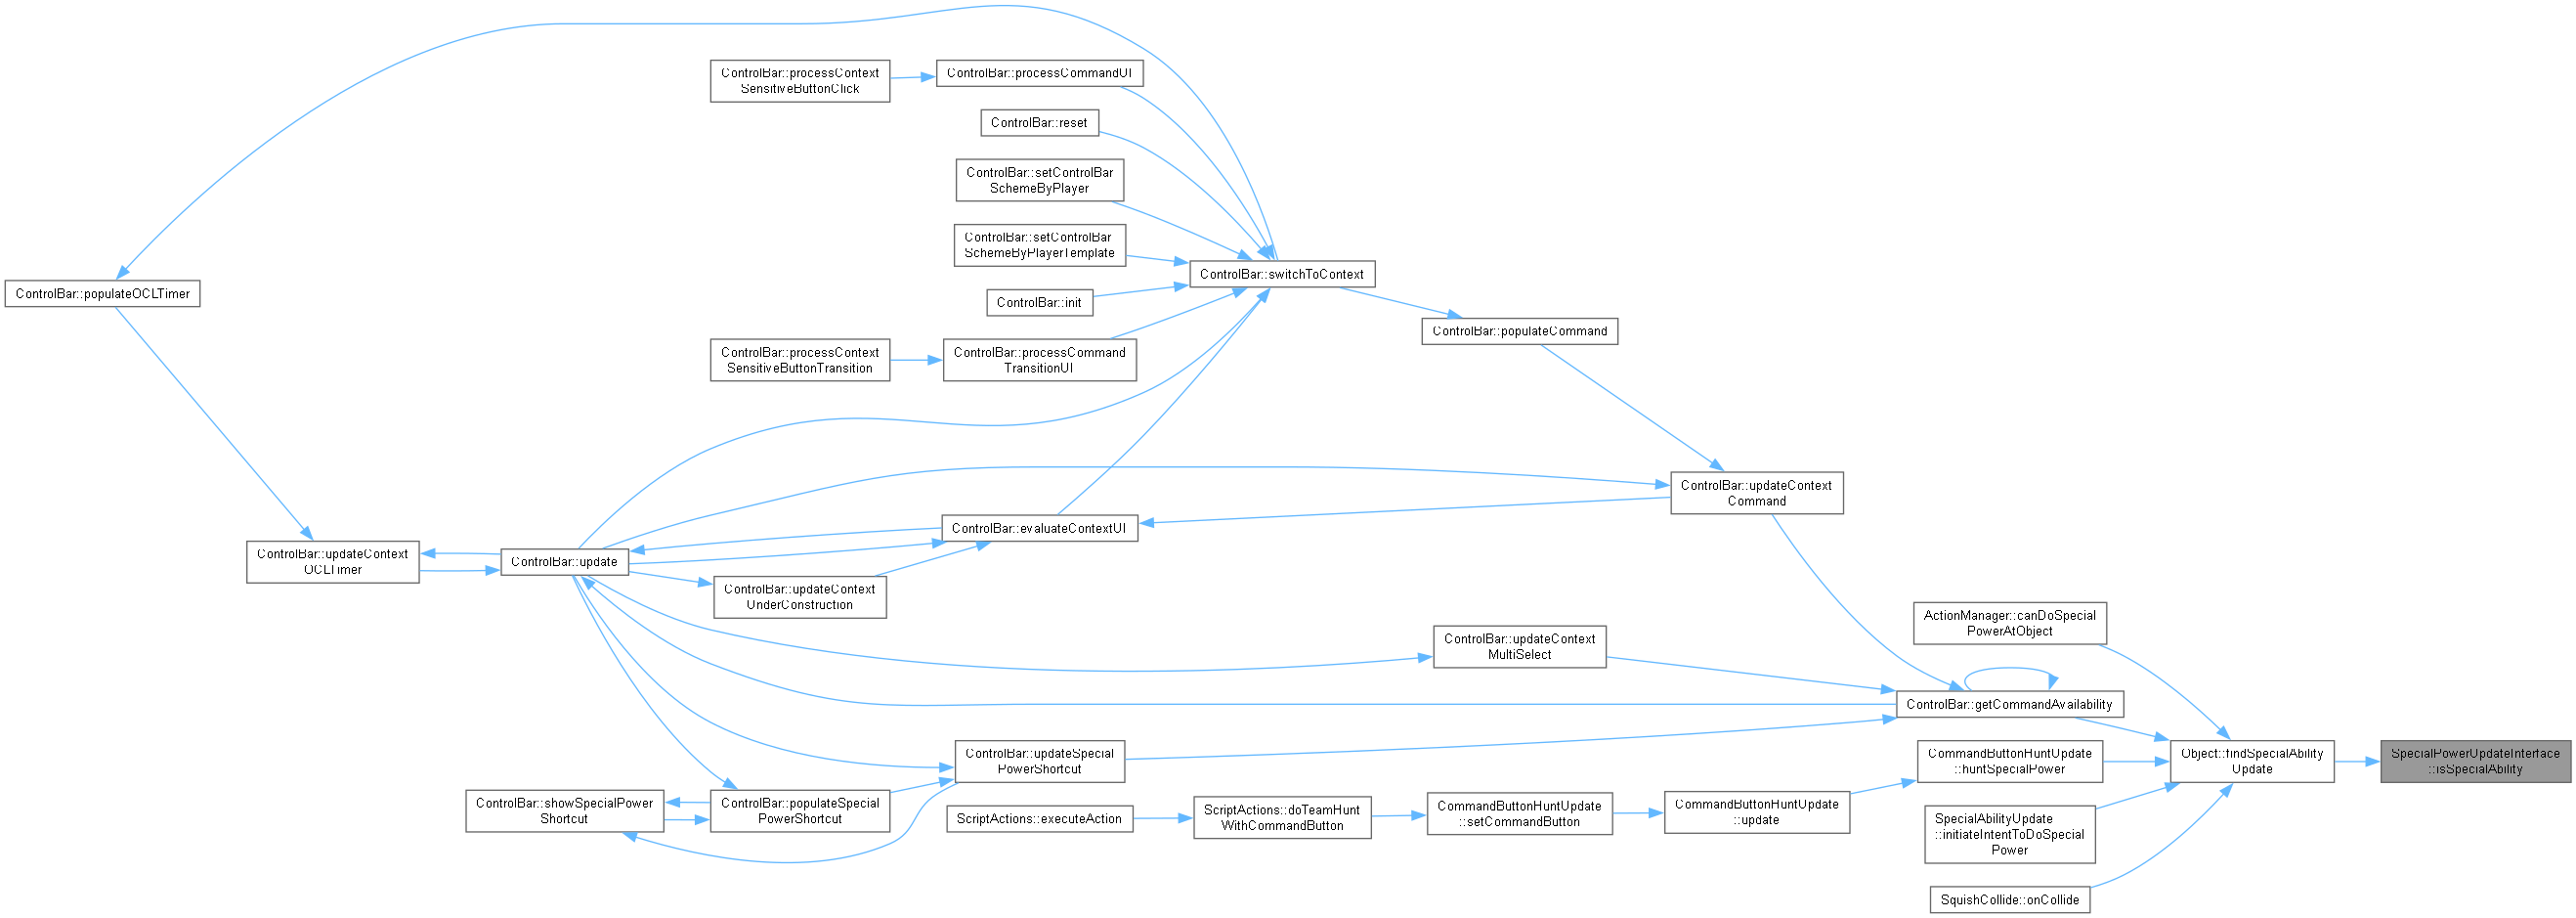 ControlBar::processContext
SensitiveButtonClick
ControlBar::processCommandUI
ControlBar::reset
ControlBar::setControlBar
SchemeByPlayer
ControlBar::setControlBar
SchemeByPlayerTemplate
ControlBar::switchToContext
ControlBar::populateOCLTimer
ControlBar::init
ControlBar::populateCommand
ControlBar::processContext
SensitiveButtonTransition
ControlBar::processCommand
TransitionUI
ControlBar::updateContext
Command
ControlBar::evaluateContextUI
ControlBar::updateContext
OCLTimer
ControlBar::update
ControlBar::updateContext
UnderConstruction
ActionManager::canDoSpecial
PowerAtObject
ControlBar::updateContext
MultiSelect
ControlBar::getCommandAvailability
ControlBar::updateSpecial
PowerShortcut
CommandButtonHuntUpdate
::huntSpecialPower
Object::findSpecialAbility
Update
SpecialPowerUpdateInterface
::isSpecialAbility
ControlBar::showSpecialPower
Shortcut
ControlBar::populateSpecial
PowerShortcut
ScriptActions::executeAction
ScriptActions::doTeamHunt
WithCommandButton
CommandButtonHuntUpdate
::setCommandButton
CommandButtonHuntUpdate
::update
SpecialAbilityUpdate
::initiateIntentToDoSpecial
Power
SquishCollide::onCollide